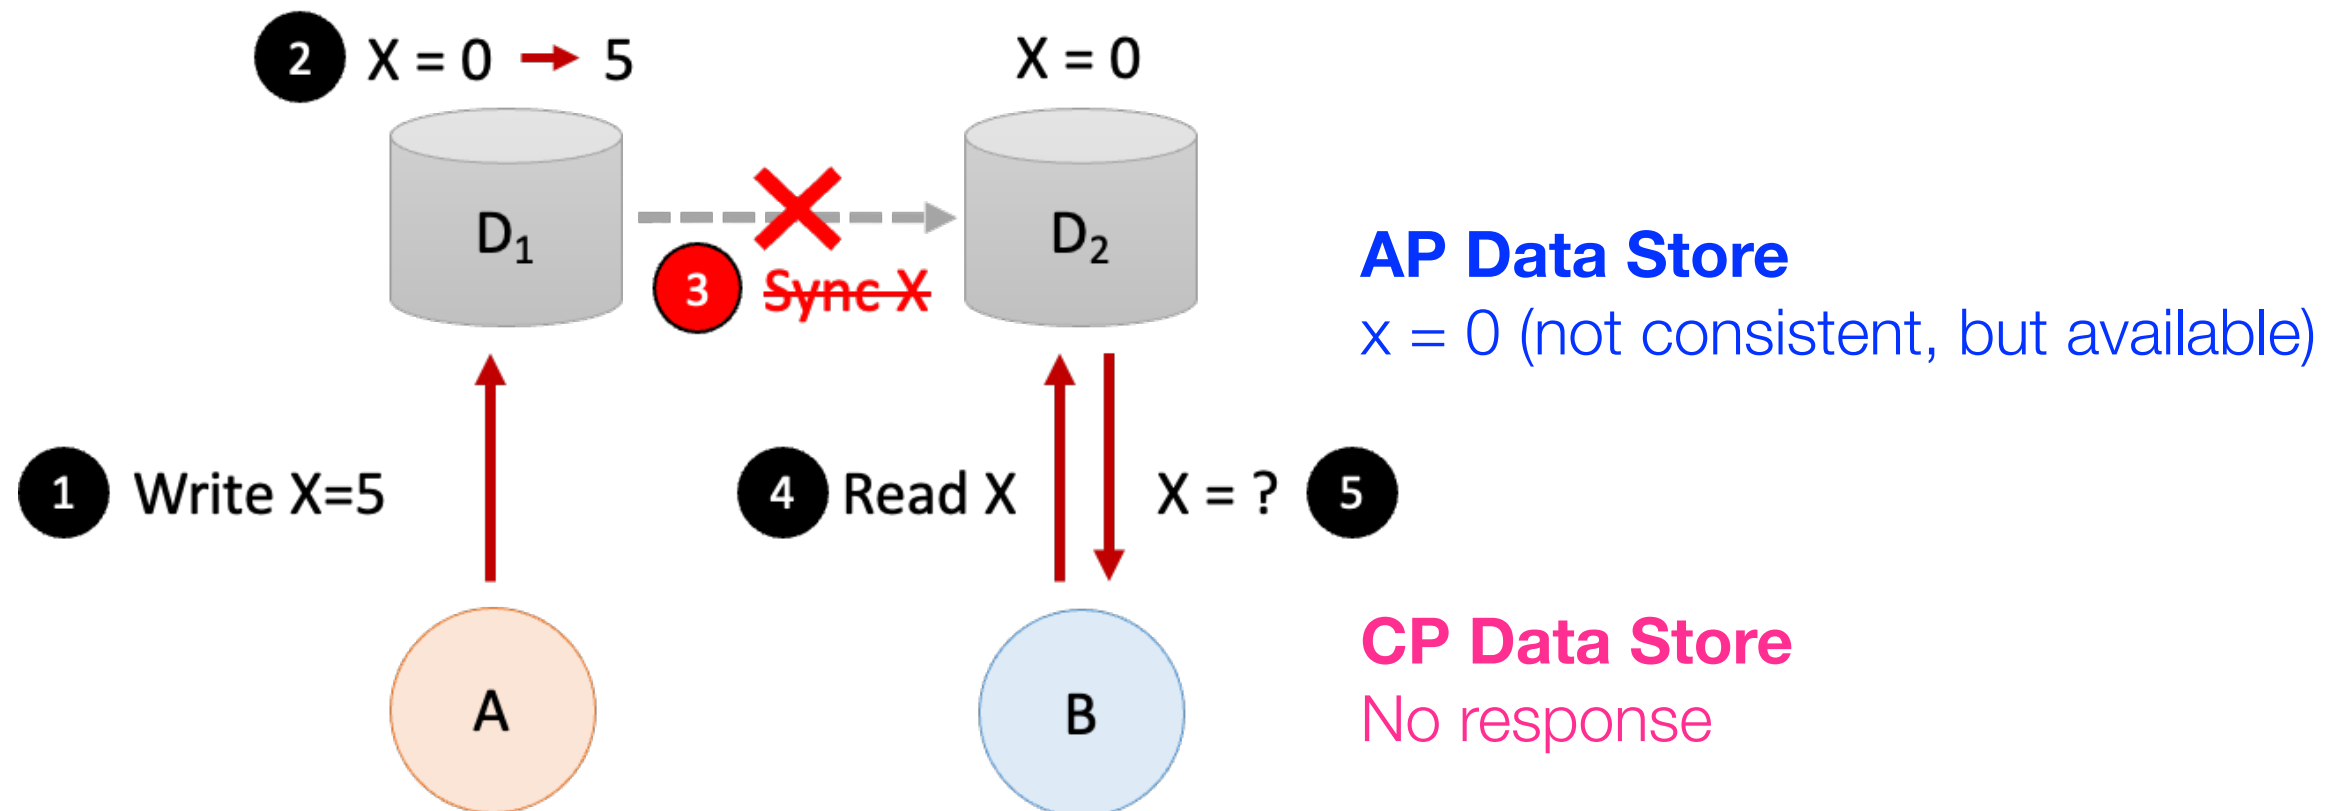 2 X = 0 → 5
X = 0
D₁
D₂
3 Sync X
AP Data Store
x = 0 (not consistent, but available)
1 Write X=5
4 Read X
X = ? 5
A
B
CP Data Store
No response